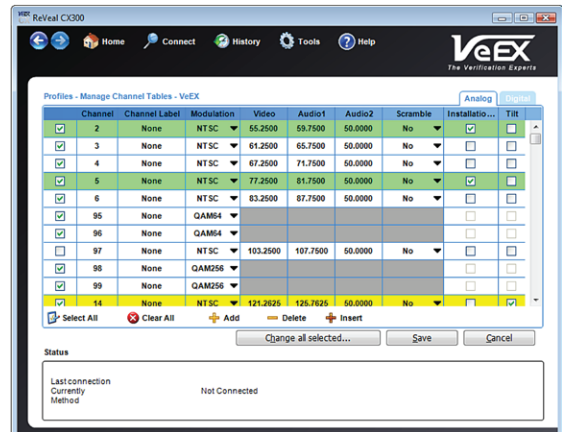 VeEX ReVeal CX300
Home Connect History Tools Help
VeEX
The Verification Experts
Profiles - Manage Channel Tables - VeEX Analog Digital
Channel Channel Label Modulation Video Audio1 Audio2 Scramble Installatio... Tilt
2 None NTSC 55.2500 59.7500 50.0000 No
3 None NTSC 61.2500 65.7500 50.0000 No
4 None NTSC 67.2500 71.7500 50.0000 No
5 None NTSC 77.2500 81.7500 50.0000 No
6 None NTSC 83.2500 87.7500 50.0000 No
95 None QAM64
96 None QAM64
97 None NTSC 103.2500 107.7500 50.0000 No
98 None QAM256
99 None QAM256
14 None NTSC 121.2625 125.7625 50.0000 No
Select All Clear All Add Delete Insert
Change all selected... Save Cancel
Status
Last connection
Currently Not Connected
Method